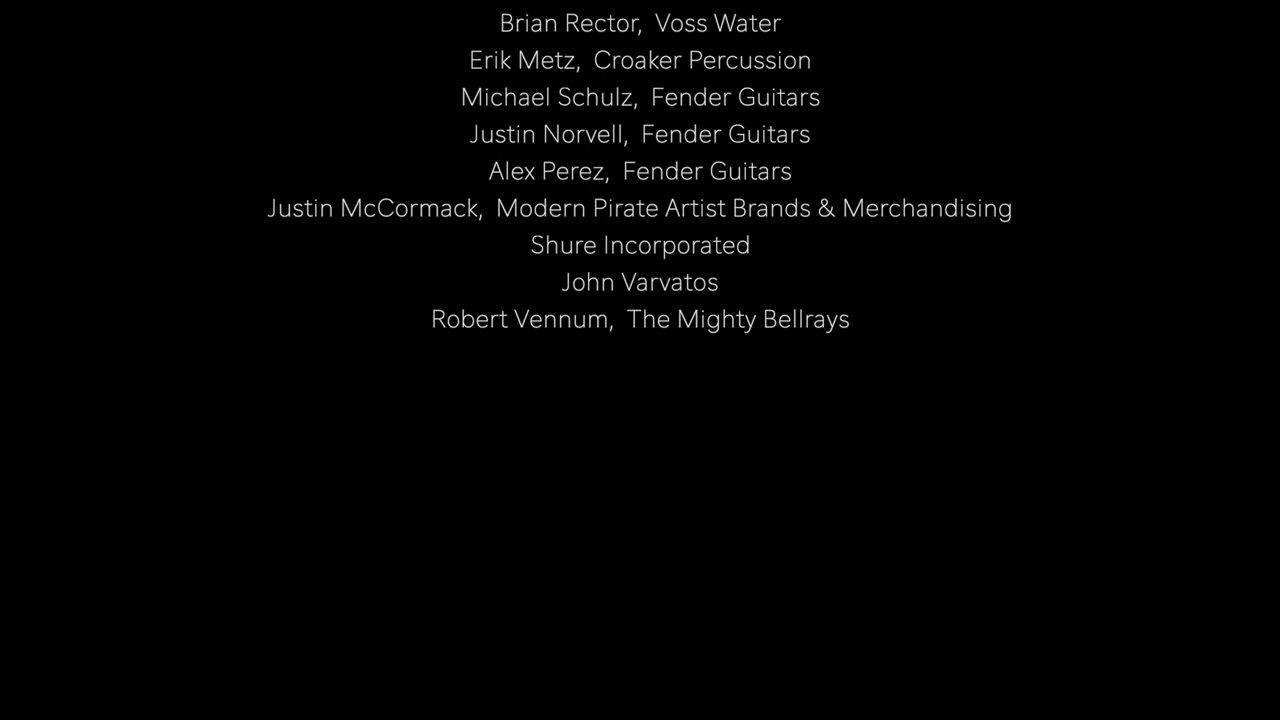 Brian Rector, Voss Water
Erik Metz, Croaker Percussion
Michael Schulz, Fender Guitars
Justin Norvell, Fender Guitars
Alex Perez, Fender Guitars
Justin McCormack, Modern Pirate Artist Brands & Merchandising
Shure Incorporated
John Varvatos
Robert Vennum, The Mighty Bellrays